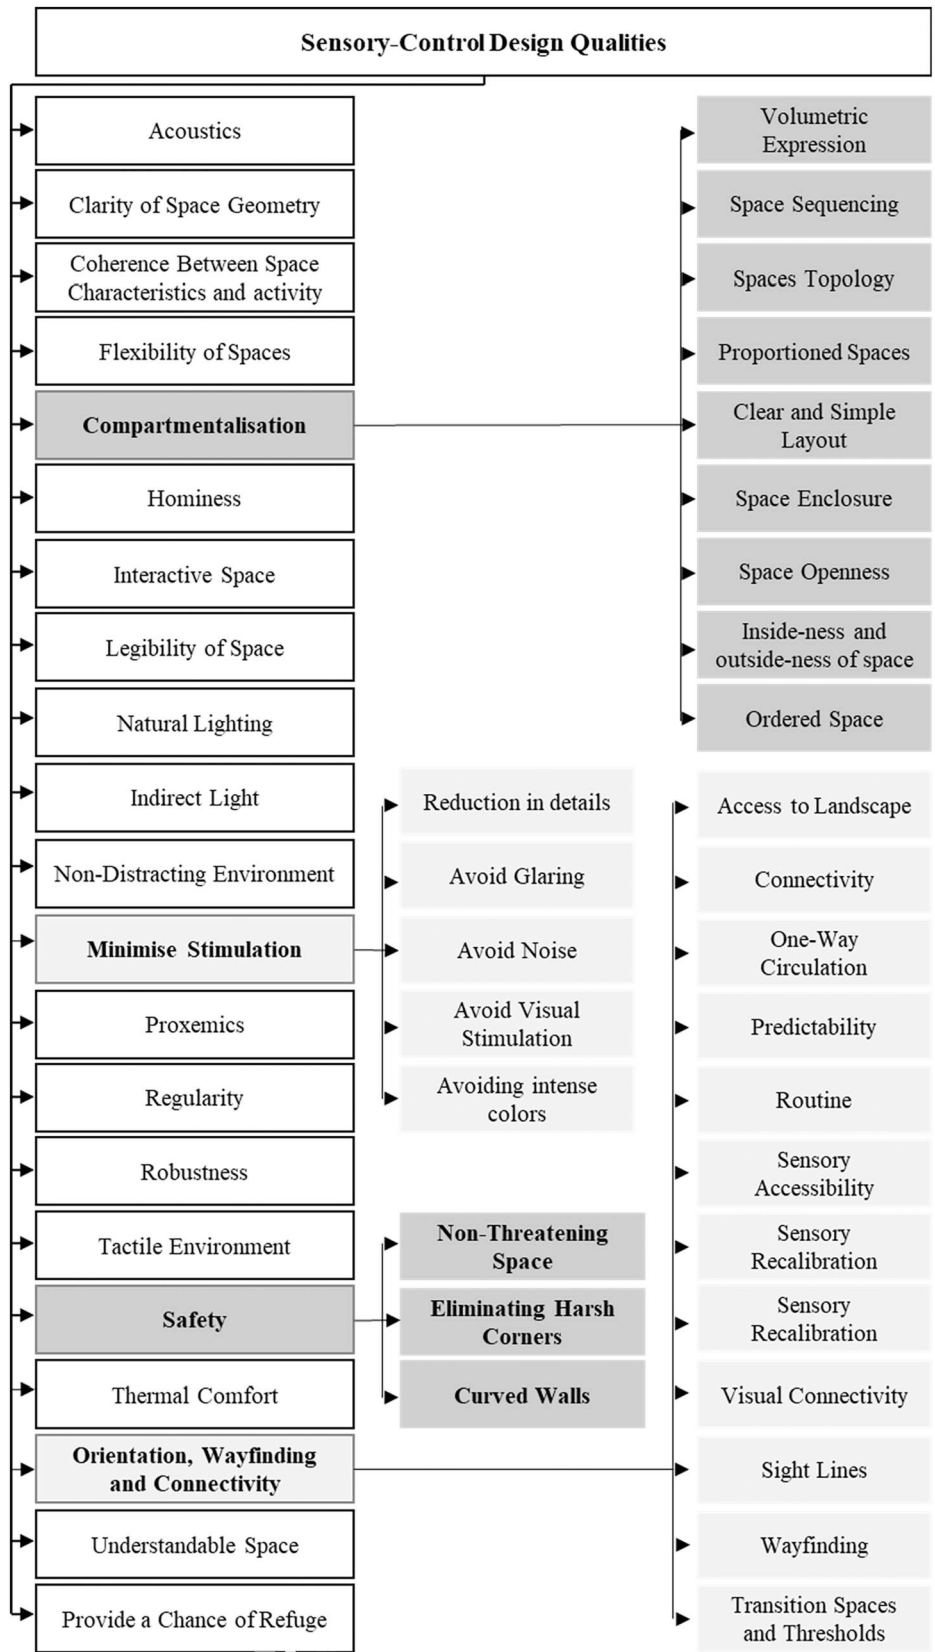 Sensory-Control Design Qualities
Acoustics
Clarity of Space Geometry
Coherence Between Space
Characteristics and activity
Flexibility of Spaces
Compartmentalisation
Hominess
Interactive Space
Legibility of Space
Natural Lighting
Indirect Light
Non-Distracting Environment
Minimise Stimulation
Proxemics
Regularity
Robustness
Tactile Environment
Safety
Thermal Comfort
Orientation, Wayfinding
and Connectivity
Understandable Space
Provide a Chance of Refuge
Reduction in details
Avoid Glaring
Avoid Noise
Avoid Visual
Stimulation
Avoiding intense
colors
Non-Threatening
Space
Eliminating Harsh
Corners
Curved Walls
Volumetric
Expression
Space Sequencing
Spaces Topology
Proportioned Spaces
Clear and Simple
Layout
Space Enclosure
Space Openness
Inside-ness and
outside-ness of space
Ordered Space
Access to Landscape
Connectivity
One-Way
Circulation
Predictability
Routine
Sensory
Accessibility
Sensory
Recalibration
Sensory
Recalibration
Visual Connectivity
Sight Lines
Wayfinding
Transition Spaces
and Thresholds